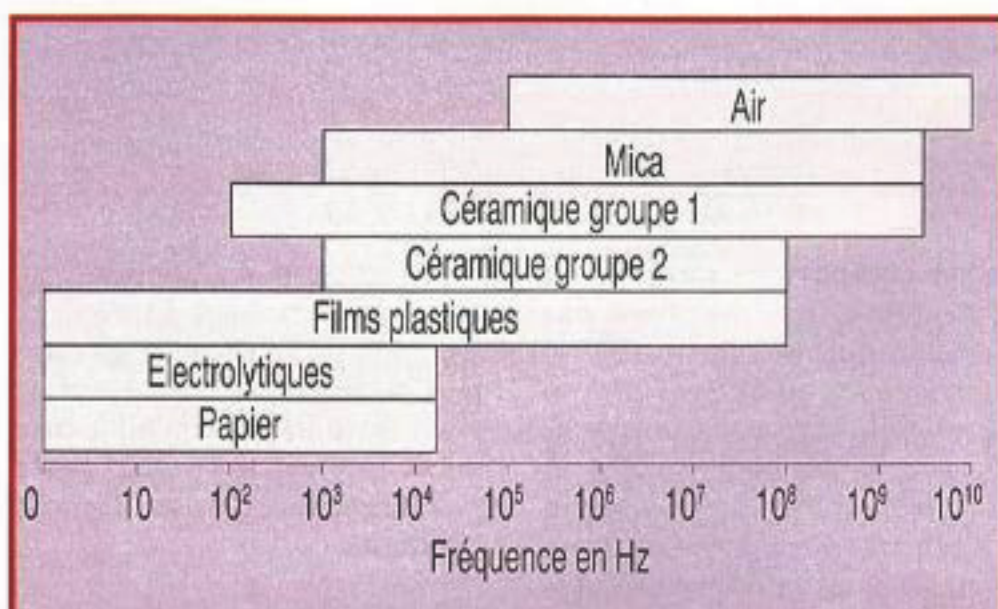 Air
Mica
Céramique groupe 1
Céramique groupe 2
Films plastiques
Electrolytiques
Papier
0 10 10² 10³ 10⁴ 10⁵ 10⁶ 10⁷ 10⁸ 10⁹ 10¹⁰
Fréquence en Hz